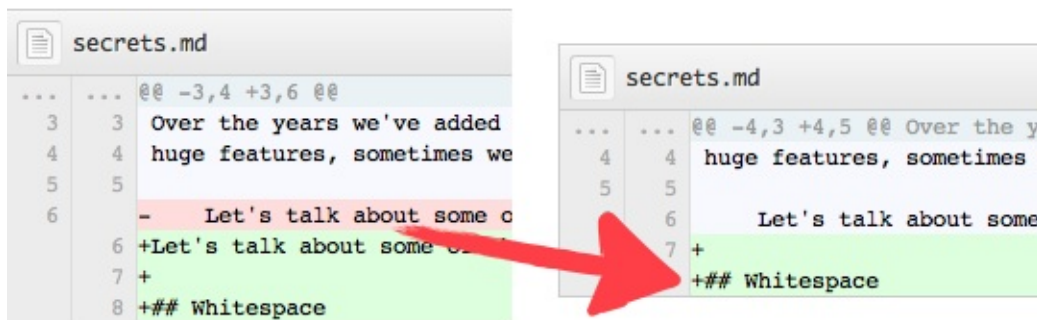 secrets.md
... ... @@ -3,4 +3,6 @@
3 3 Over the years we've added
4 4 huge features, sometimes we
5 5
6 - Let's talk about some
6 +Let's talk about some
7 +
8 +## Whitespace
secrets.md
... ... @@ -4,3 +4,5 @@ Over the
4 4 huge features, sometimes
5 5
6 Let's talk about some
7 +
+## Whitespace